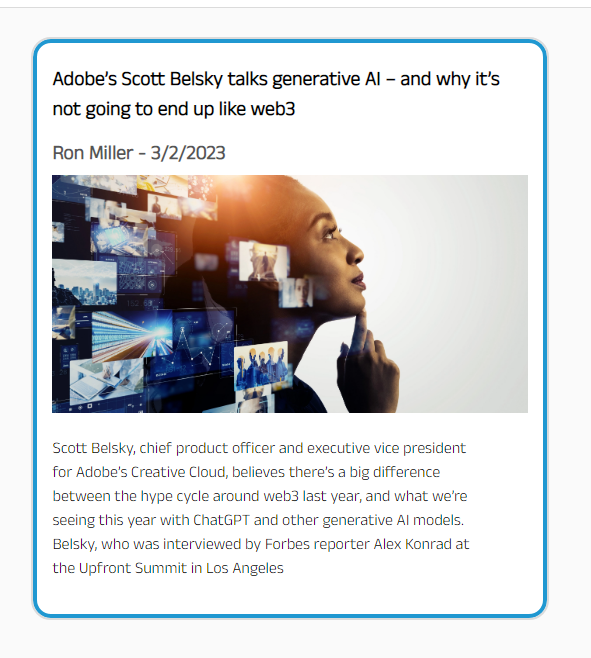 Adobe’s Scott Belsky talks generative AI – and why it’s
not going to end up like web3
Ron Miller - 3/2/2023
Scott Belsky, chief product officer and executive vice president
for Adobe’s Creative Cloud, believes there’s a big difference
between the hype cycle around web3 last year, and what we’re
seeing this year with ChatGPT and other generative AI models.
Belsky, who was interviewed by Forbes reporter Alex Konrad at
the Upfront Summit in Los Angeles